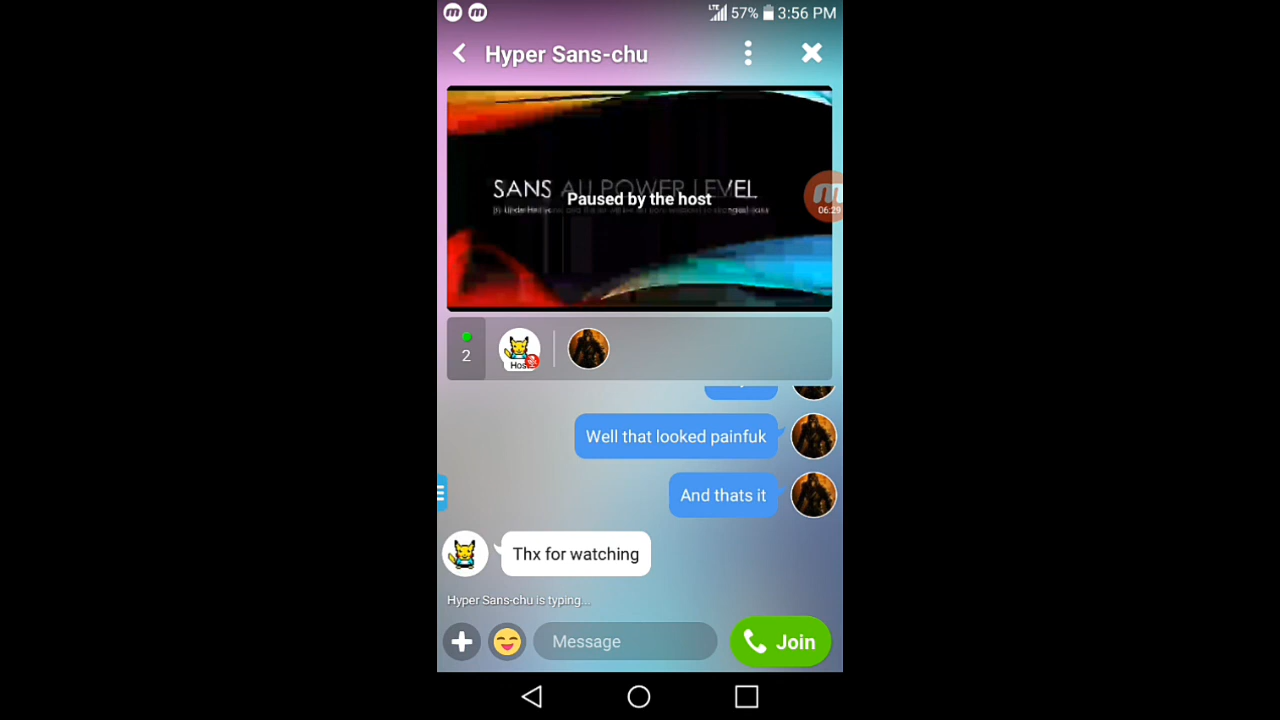 LTE 57% 3:56 PM
Hyper Sans-chu
SANS AU POWER LEVEL
Paused by the host
06:29
2
Host
Well that looked painfuk
And thats it
Thx for watching
Hyper Sans-chu is typing...
Message
Join